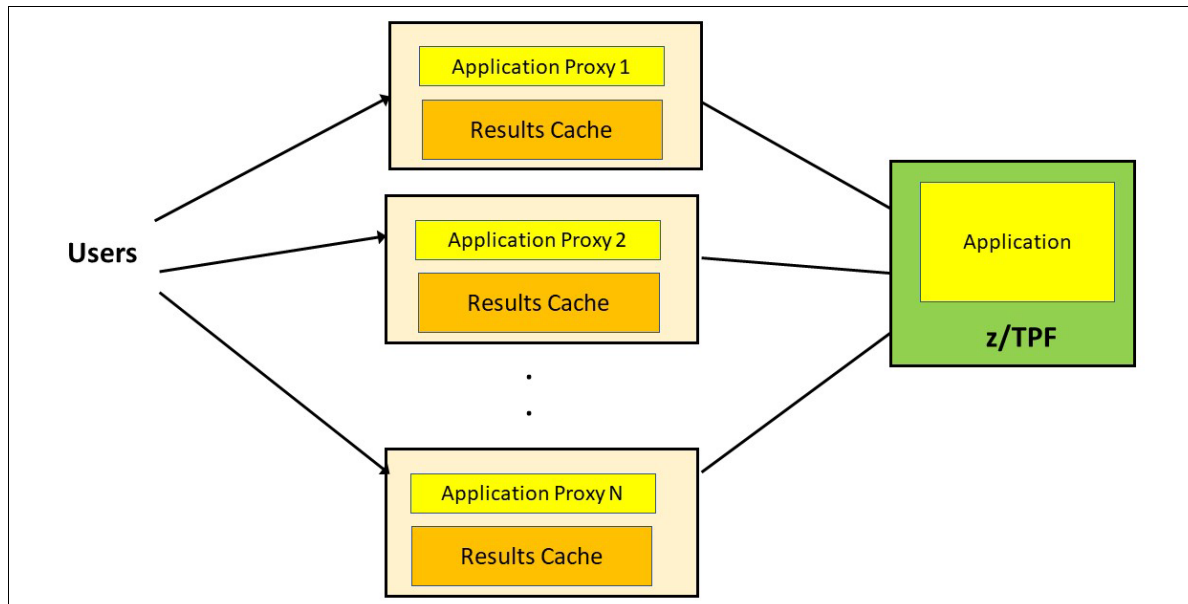 Application Proxy 1
Results Cache
Users
Application Proxy 2
Results Cache
Application
z/TPF
Application Proxy N
Results Cache